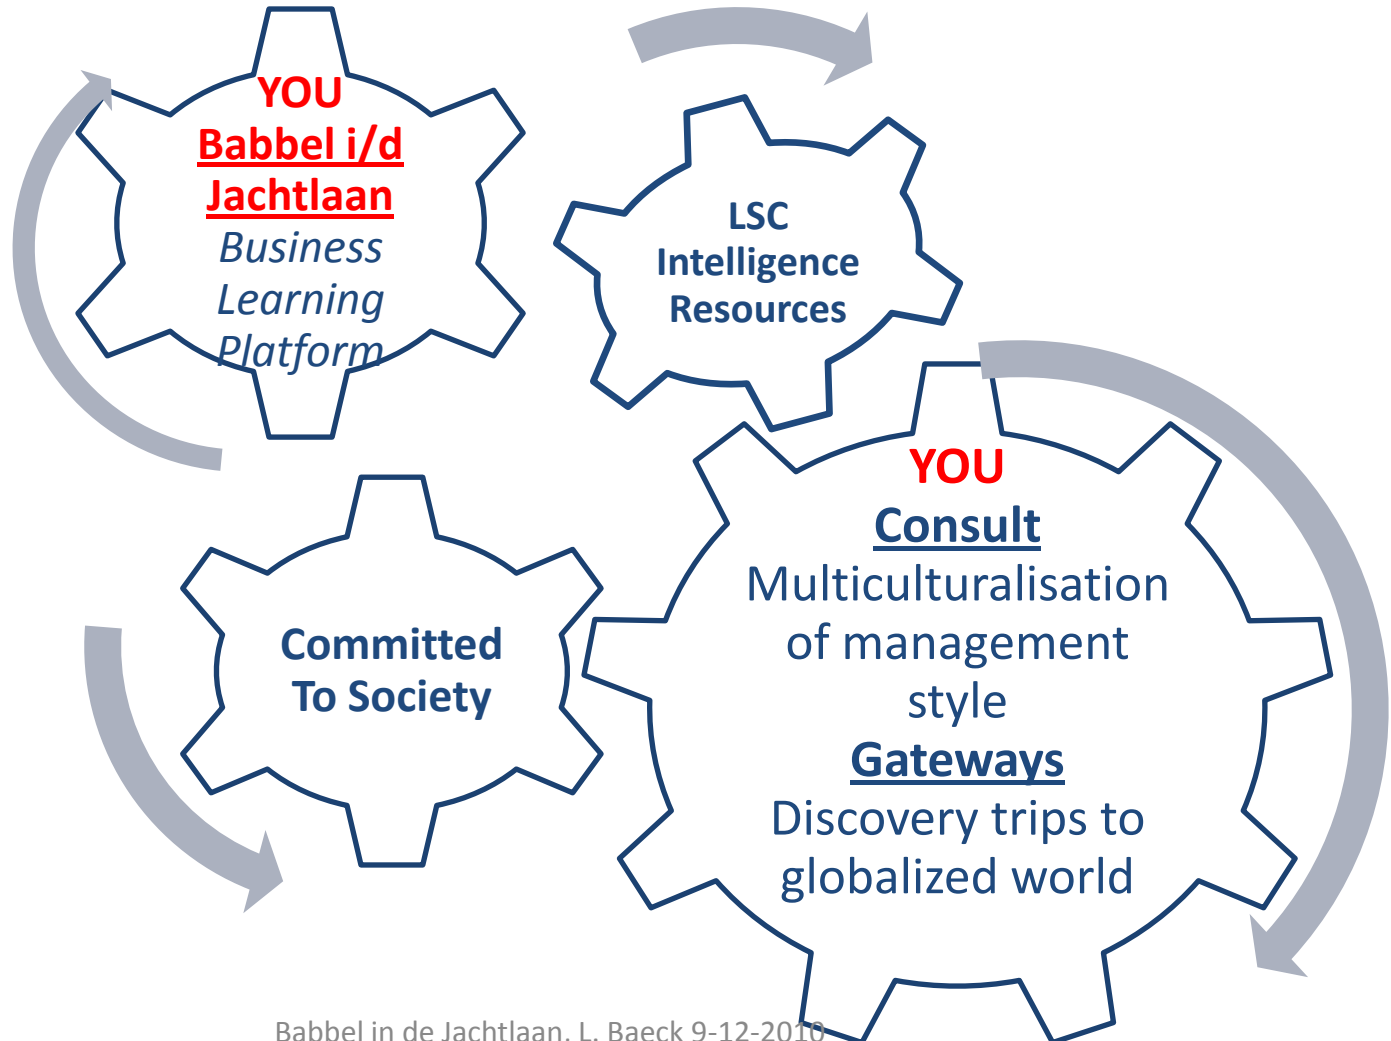 YOU
Babbel i/d
Jachtlaan
Business
Learning
Platform
LSC
Intelligence
Resources
YOU
Consult
Multiculturalisation
of management
style
Gateways
Discovery trips to
globalized world
Committed
To Society
Babbel in de Jachtlaan. L. Baeck 9-12-2010